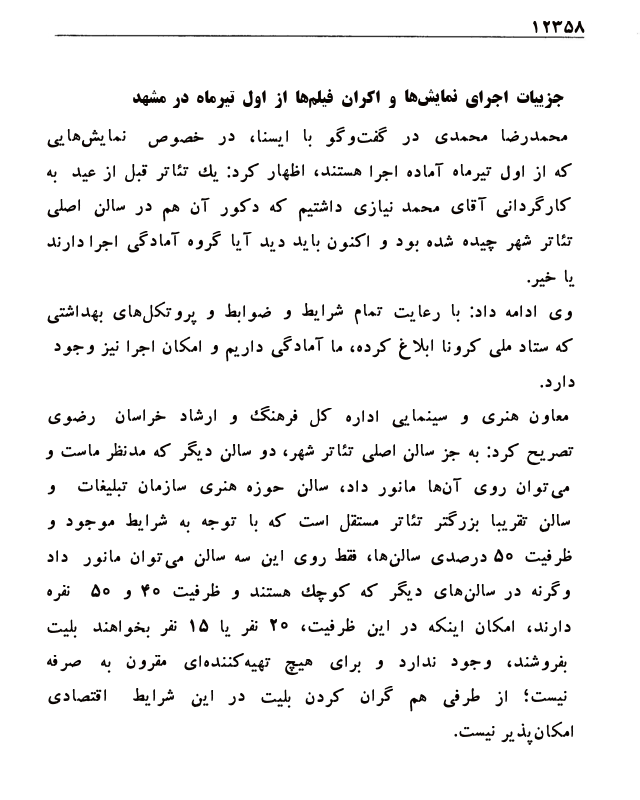 ۱۲۳۵۸
جزییات اجرای نمایش‌ها و اکران فیلم‌ها از اول تیرماه در مشهد
محمدرضا محمدی در گفت‌وگو با ایسنا، در خصوص نمایش‌هایی
که از اول تیرماه آماده اجرا هستند، اظهار کرد: یك تئاتر قبل از عید به
کارگردانی آقای محمد نیازی داشتیم که دکور آن هم در سالن اصلی
تئاتر شهر چیده شده بود و اکنون باید دید آیا گروه آمادگی اجرا دارند
یا خیر.
وی ادامه داد: با رعایت تمام شرایط و ضوابط و پروتکل‌های بهداشتی
که ستاد ملی کرونا ابلاغ کرده، ما آمادگی داریم و امکان اجرا نیز وجود
دارد.
معاون هنری و سینمایی اداره کل فرهنگ و ارشاد خراسان رضوی
تصریح کرد: به جز سالن اصلی تئاتر شهر، دو سالن دیگر که مدنظر ماست و
می‌توان روی آن‌ها مانور داد، سالن حوزه هنری سازمان تبلیغات و
سالن تقریبا بزرگتر تئاتر مستقل است که با توجه به شرایط موجود و
ظرفیت ۵۰ درصدی سالن‌ها، فقط روی این سه سالن می‌توان مانور داد
وگرنه در سالن‌های دیگر که کوچك هستند و ظرفیت ۴۰ و ۵۰ نفره
دارند، امکان اینکه در این ظرفیت، ۲۰ نفر یا ۱۵ نفر بخواهند بلیت
بفروشند، وجود ندارد و برای هیچ تهیه‌کننده‌ای مقرون به صرفه
نیست؛ از طرفی هم گران کردن بلیت در این شرایط اقتصادی
امکان‌پذیر نیست.